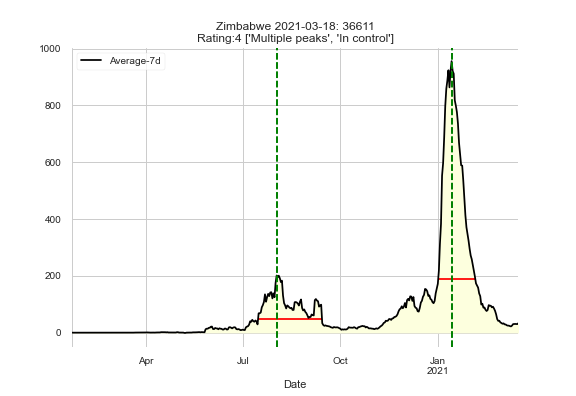 Zimbabwe 2021-03-18: 36611
Rating:4 ['Multiple peaks', 'In control']
Average-7d
1000
800
600
400
200
0
Apr
Jul
Oct
Jan
2021
Date